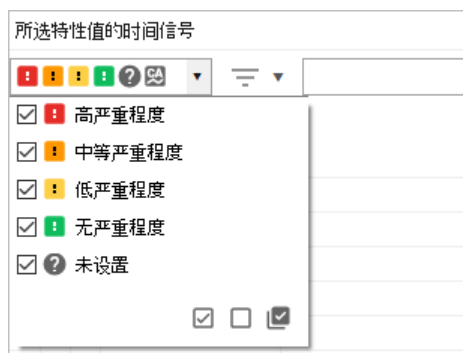 所选特性值的时间信号
CA
高严重程度
中等严重程度
低严重程度
无严重程度
未设置